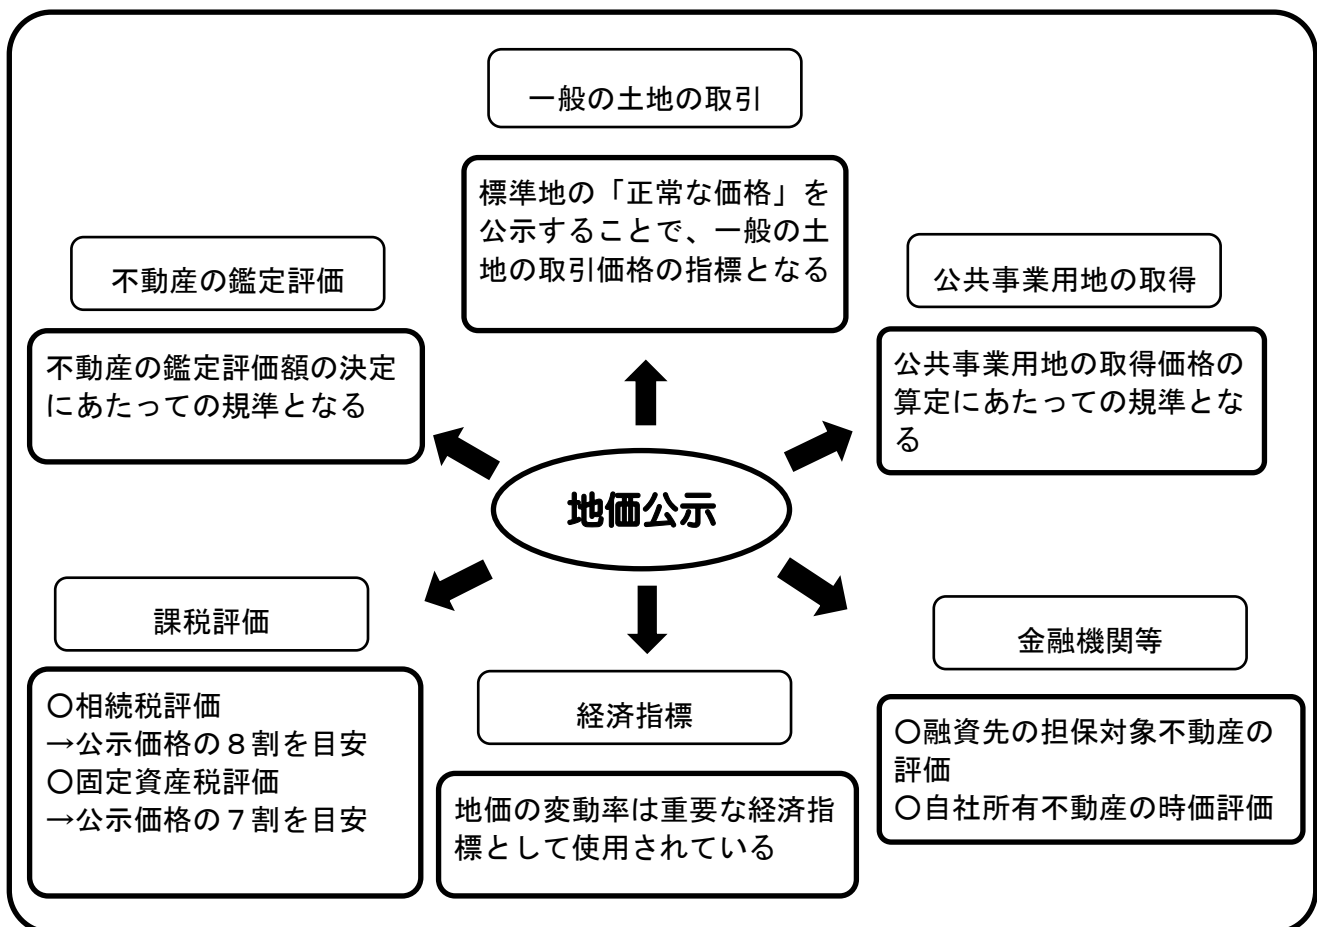 一般の土地の取引
標準地の「正常な価格」を
公示することで、一般の土
地の取引価格の指標となる
不動産の鑑定評価
不動産の鑑定評価額の決定
にあたっての規準となる
公共事業用地の取得
公共事業用地の取得価格の
算定にあたっての規準とな
る
地価公示
課税評価
〇相続税評価
→公示価格の８割を目安
〇固定資産税評価
→公示価格の７割を目安
経済指標
地価の変動率は重要な経済指
標として使用されている
金融機関等
〇融資先の担保対象不動産の
評価
〇自社所有不動産の時価評価